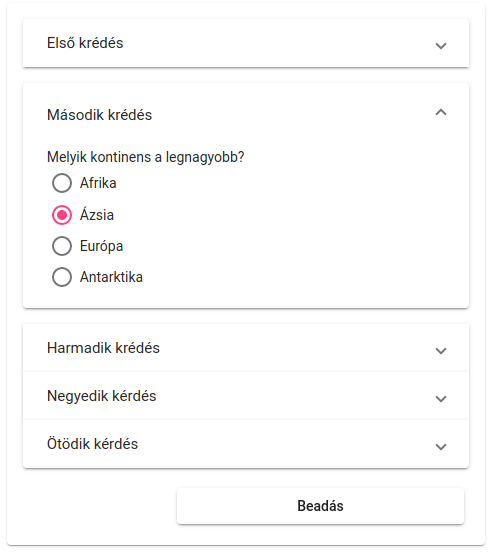 Első krédés
Második krédés
Melyik kontinens a legnagyobb?
Afrika
Ázsia
Európa
Antarktika
Harmadik krédés
Negyedik kérdés
Ötödik kérdés
Beadás